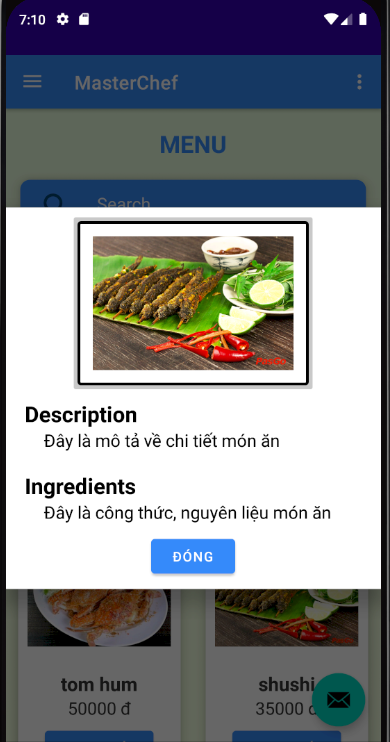 7:10
MasterChef
MENU
Search
Description
Đây là mô tả về chi tiết món ăn
Ingredients
Đây là công thức, nguyên liệu món ăn
ĐÓNG
tom hum
shushi
50000 đ
35000 đ